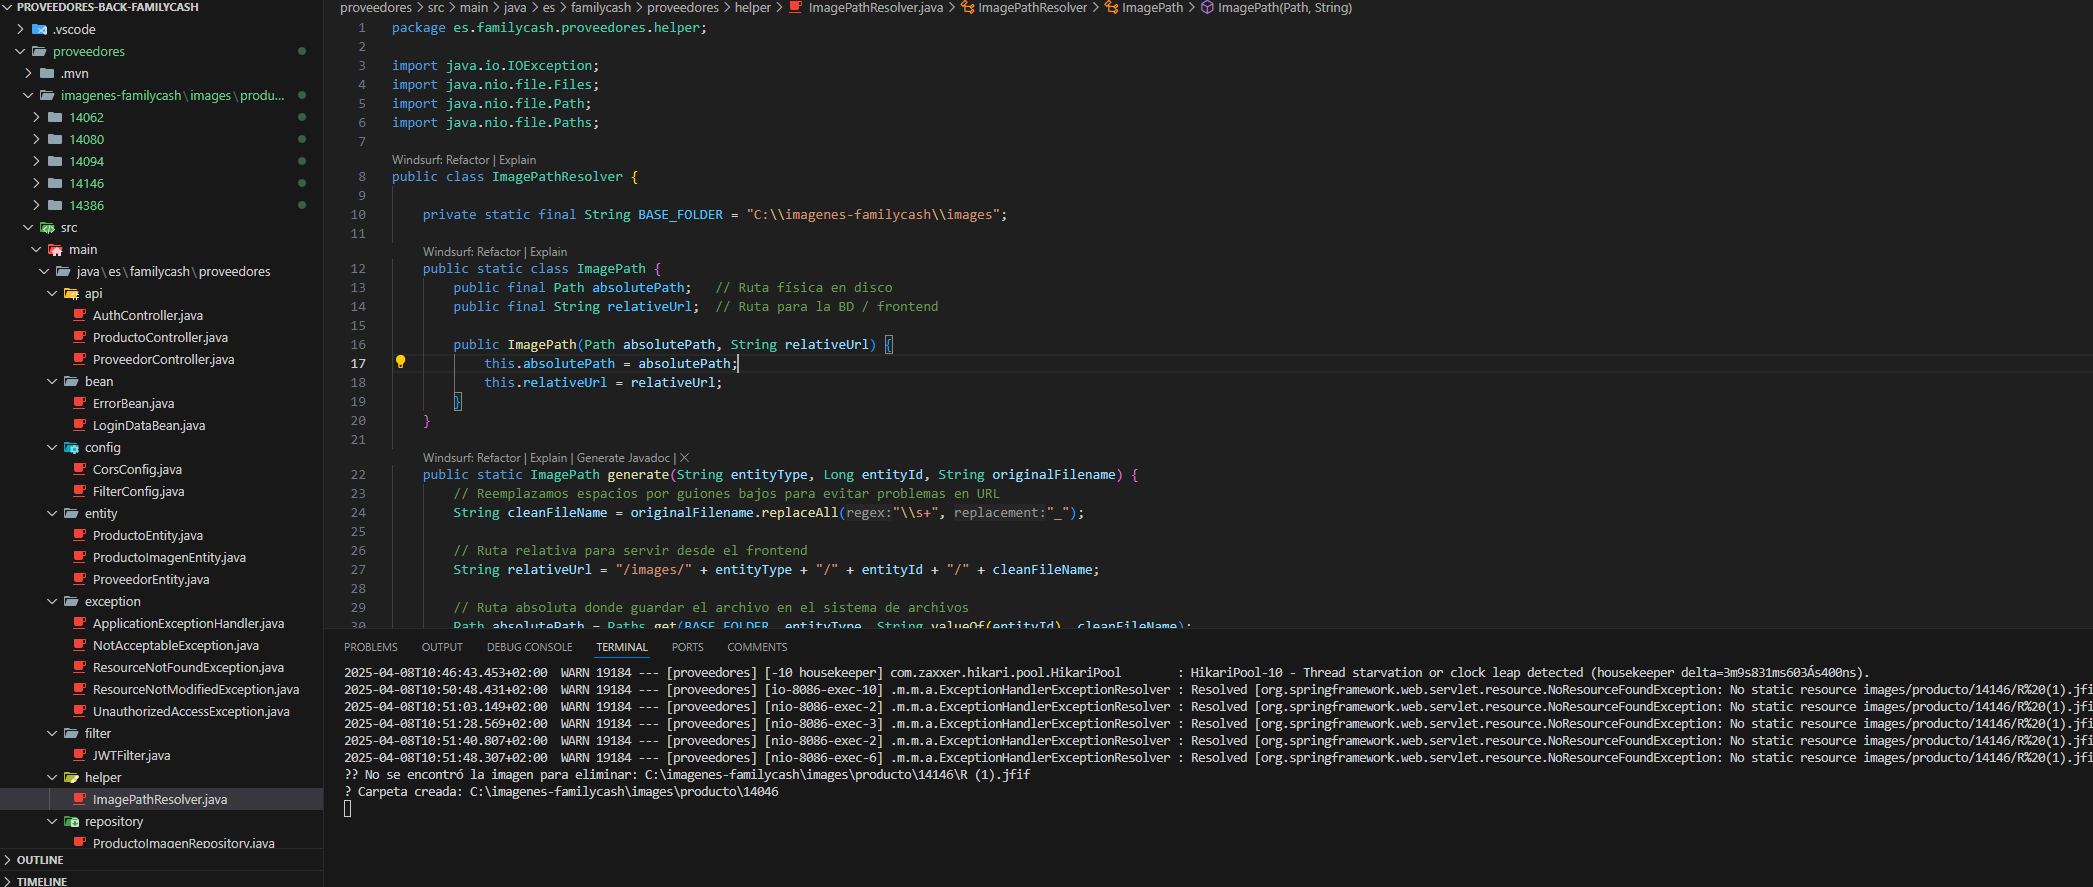 PROVEEDORES-BACK-FAMILYCASH
.vscode
proveedores
.mvn
imagenes-familycash\images\produ...
14062
14080
14094
14146
14386
src
main
java\es\familycash\proveedores
api
AuthController.java
ProductoController.java
ProveedorController.java
bean
ErrorBean.java
LoginDataBean.java
config
CorsConfig.java
FilterConfig.java
entity
ProductoEntity.java
ProductoImagenEntity.java
ProveedorEntity.java
exception
ApplicationExceptionHandler.java
NotAcceptableException.java
ResourceNotFoundException.java
ResourceNotModifiedException.java
UnauthorizedAccessException.java
filter
JWTFilter.java
helper
ImagePathResolver.java
repository
ProductoImagenRepository.java
OUTLINE
TIMELINE
proveedores > src > main > java > es > familycash > proveedores > helper > ImagePathResolver.java > ImagePathResolver > ImagePath > ImagePath(Path, String)
1 package es.familycash.proveedores.helper;
2
3 import java.io.IOException;
4 import java.nio.file.Files;
5 import java.nio.file.Path;
6 import java.nio.file.Paths;
7
Windsurf: Refactor | Explain
8 public class ImagePathResolver {
9
10 private static final String BASE_FOLDER = "C:\\imagenes-familycash\\images";
11
Windsurf: Refactor | Explain
12 public static class ImagePath {
13 public final Path absolutePath; // Ruta física en disco
14 public final String relativeUrl; // Ruta para la BD / frontend
15
16 public ImagePath(Path absolutePath, String relativeUrl) {
17 this.absolutePath = absolutePath;
18 this.relativeUrl = relativeUrl;
19 }
20 }
21
Windsurf: Refactor | Explain | Generate Javadoc | X
22 public static ImagePath generate(String entityType, Long entityId, String originalFilename) {
23 // Reemplazamos espacios por guiones bajos para evitar problemas en URL
24 String cleanFileName = originalFilename.replaceAll(regex:"\\s+", replacement:"_");
25
26 // Ruta relativa para servir desde el frontend
27 String relativeUrl = "/images/" + entityType + "/" + entityId + "/" + cleanFileName;
28
29 // Ruta absoluta donde guardar el archivo en el sistema de archivos
30 Path absolutePath = Paths.get(BASE_FOLDER, entityType, String.valueOf(entityId), cleanFileName);
PROBLEMS OUTPUT DEBUG CONSOLE TERMINAL PORTS COMMENTS
2025-04-08T10:46:43.453+02:00 WARN 19184 --- [proveedores] [-10 housekeeper] com.zaxxer.hikari.pool.HikariPool : HikariPool-10 - Thread starvation or clock leap detected (housekeeper delta=3m9s831ms603Ás400ns).
2025-04-08T10:50:48.431+02:00 WARN 19184 --- [proveedores] [io-8086-exec-10] .m.m.a.ExceptionHandlerExceptionResolver : Resolved [org.springframework.web.servlet.resource.NoResourceFoundException: No static resource images/producto/14146/R%20(1).jfi
2025-04-08T10:51:03.149+02:00 WARN 19184 --- [proveedores] [nio-8086-exec-2] .m.m.a.ExceptionHandlerExceptionResolver : Resolved [org.springframework.web.servlet.resource.NoResourceFoundException: No static resource images/producto/14146/R%20(1).jfi
2025-04-08T10:51:28.569+02:00 WARN 19184 --- [proveedores] [nio-8086-exec-3] .m.m.a.ExceptionHandlerExceptionResolver : Resolved [org.springframework.web.servlet.resource.NoResourceFoundException: No static resource images/producto/14146/R%20(1).jfi
2025-04-08T10:51:40.807+02:00 WARN 19184 --- [proveedores] [nio-8086-exec-2] .m.m.a.ExceptionHandlerExceptionResolver : Resolved [org.springframework.web.servlet.resource.NoResourceFoundException: No static resource images/producto/14146/R%20(1).jfi
2025-04-08T10:51:48.307+02:00 WARN 19184 --- [proveedores] [nio-8086-exec-6] .m.m.a.ExceptionHandlerExceptionResolver : Resolved [org.springframework.web.servlet.resource.NoResourceFoundException: No static resource images/producto/14146/R%20(1).jfi
?? No se encontró la imagen para eliminar: C:\imagenes-familycash\images\producto\14146\R (1).jfif
? Carpeta creada: C:\imagenes-familycash\images\producto\14046